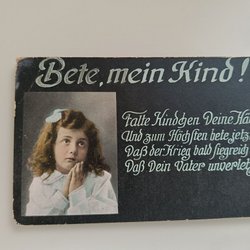 Bete, mein Kind!
Falte Kindchen Deine Hä
Und zum Höchsten bete jetz
Daß der Krieg bald siegreich
Daß Dein Vater unverletz